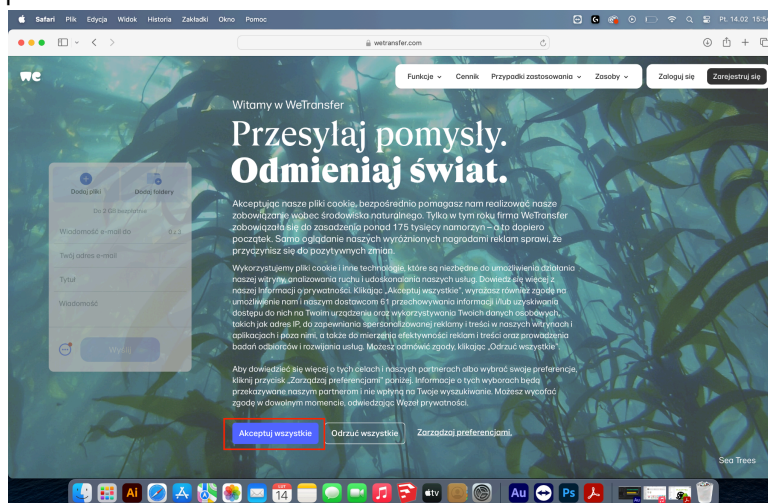 Safari Plik Edycja Widok Historia Zakładki Okno Pomoc Pt. 14.02 15:54
wetransfer.com
we
Funkcje Cennik Przypadki zastosowania Zasoby Zaloguj się Zarejestruj się
Witamy w WeTransfer
Przesyłaj pomysły.
Odmieniaj świat.
Dodaj pliki Dodaj foldery
Do 2 GB bezpłatnie
Wiadomość e-mail do
Twój adres e-mail
Tytuł
Wiadomość
Akceptując nasze pliki cookie, bezpośrednio pomagasz nam realizować nasze
zobowiązanie wobec środowiska naturalnego. Tylko w tym roku firma WeTransfer
zobowiązała się do zasadzenia ponad 175 tysięcy namorzyn – a to dopiero
początek. Samo oglądanie naszych wyróżnionych nagrodami reklam sprawi, że
przyczynisz się do pozytywnych zmian.
Wykorzystujemy pliki cookie i inne technologie, które są niezbędne do umożliwienia działania
naszej witryny, analizowania ruchu i udoskonalania naszych usług. Dowiedz się więcej z
naszej Informacji o prywatności. Klikając „Akceptuj wszystkie”, wyrażasz również zgodę na
umożliwienie nam i naszym dostawcom 61 przechowywania informacji i/lub uzyskiwania
dostępu do nich na Twoim urządzeniu oraz wykorzystywanie Twoich danych osobowych,
takich jak adres IP, do zapewniania spersonalizowanej reklamy i treści w naszych witrynach i
aplikacjach i poza nimi, a także do mierzenia efektywności reklam i treści oraz prowadzenia
badań odbiorców i rozwijania usług. Możesz odmówić zgody, klikając „Odrzuć wszystkie”.
Aby dowiedzieć się więcej o tych celach i naszych partnerach albo wybrać swoje preferencje,
kliknij przycisk „Zarządzaj preferencjami” poniżej. Informacje o tych wyborach będą
przekazywane naszym partnerom i nie wpłyną na Twoje wyszukiwanie. Możesz wycofać
zgodę w dowolnym momencie, odwiedzając Węzeł prywatności.
Akceptuj wszystkie Odrzuć wszystkie Zarządzaj preferencjami.
Sea Trees
Ai 14 tv Au Ps